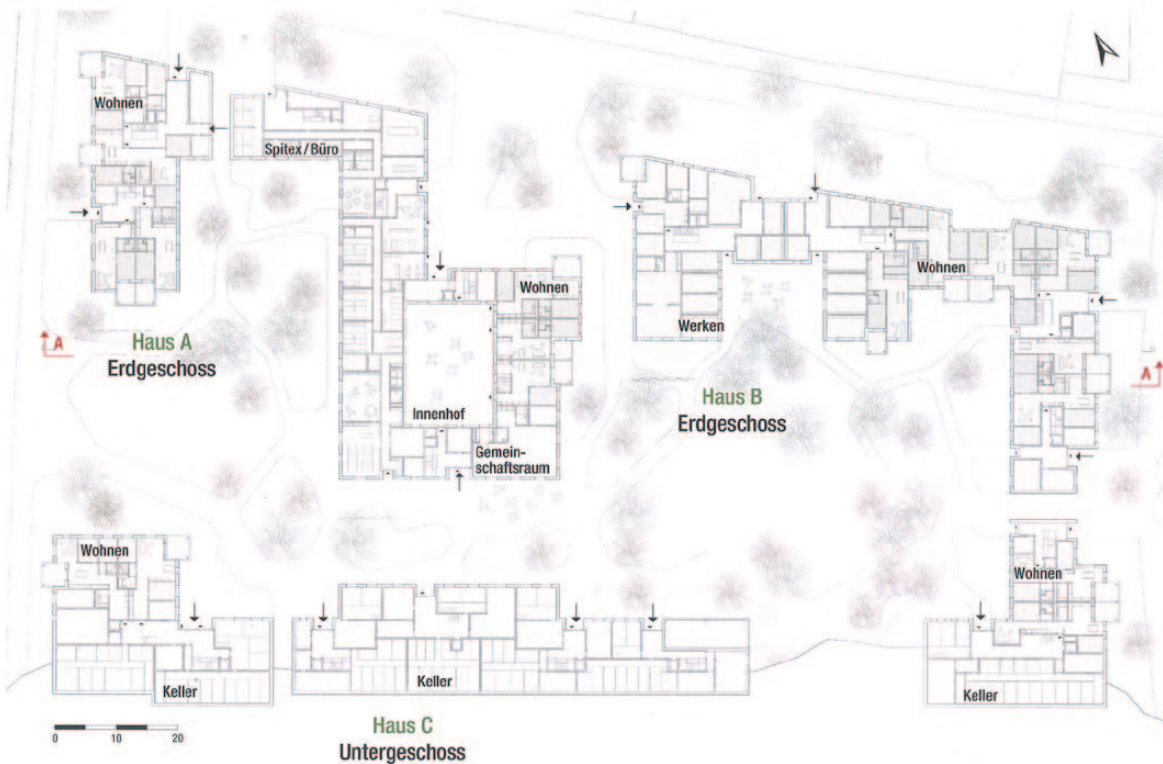 Wohnen
Spitex/Büro
Wohnen
Wohnen
Werken
A
Haus A
Erdgeschoss
A
Innenhof
Haus B
Erdgeschoss
Gemein-
schaftsraum
Wohnen
Wohnen
Keller
Keller
Keller
0 10 20
Haus C
Untergeschoss